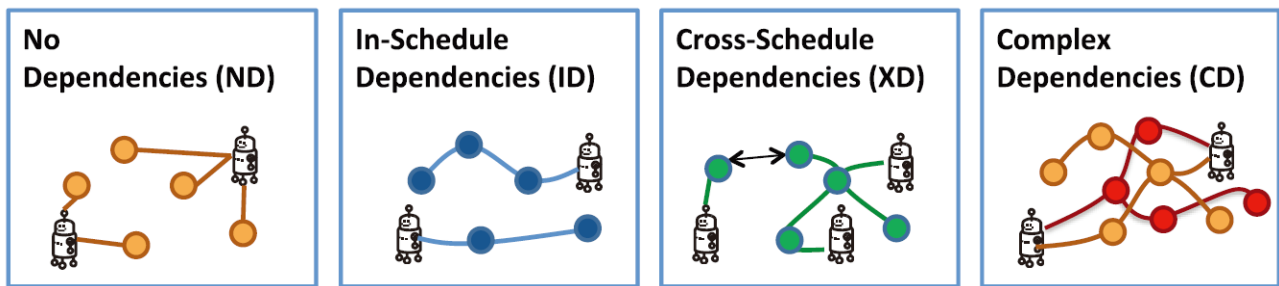 No
Dependencies (ND)
In-Schedule
Dependencies (ID)
Cross-Schedule
Dependencies (XD)
Complex
Dependencies (CD)